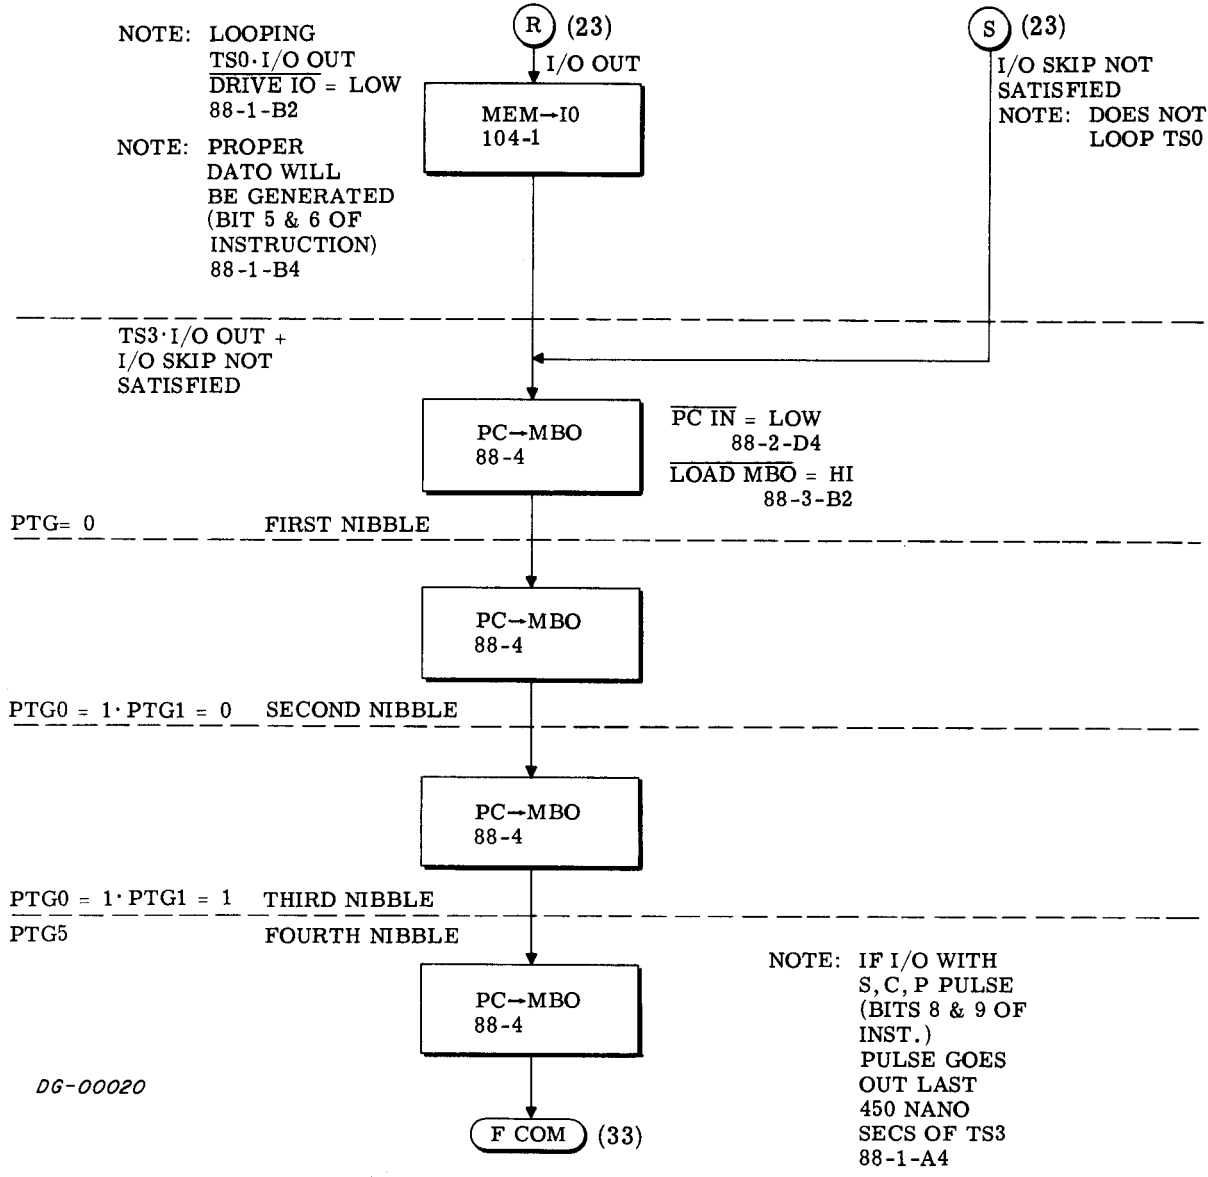 NOTE: LOOPING
TS0·I/O OUT
DRIVE IO = LOW
88-1-B2
NOTE: PROPER
DATO WILL
BE GENERATED
(BIT 5 & 6 OF
INSTRUCTION)
88-1-B4
R (23)
I/O OUT
MEM→IO
104-1
S (23)
I/O SKIP NOT
SATISFIED
NOTE: DOES NOT
LOOP TS0
TS3·I/O OUT +
I/O SKIP NOT
SATISFIED
PC→MBO
88-4
PC IN = LOW
88-2-D4
LOAD MBO = HI
88-3-B2
PTG= 0 FIRST NIBBLE
PC→MBO
88-4
PTG0 = 1·PTG1 = 0 SECOND NIBBLE
PC→MBO
88-4
PTG0 = 1·PTG1 = 1 THIRD NIBBLE
PTG5 FOURTH NIBBLE
PC→MBO
88-4
NOTE: IF I/O WITH
S, C, P PULSE
(BITS 8 & 9 OF
INST.)
PULSE GOES
OUT LAST
450 NANO
SECS OF TS3
88-1-A4
DG-00020
F COM (33)